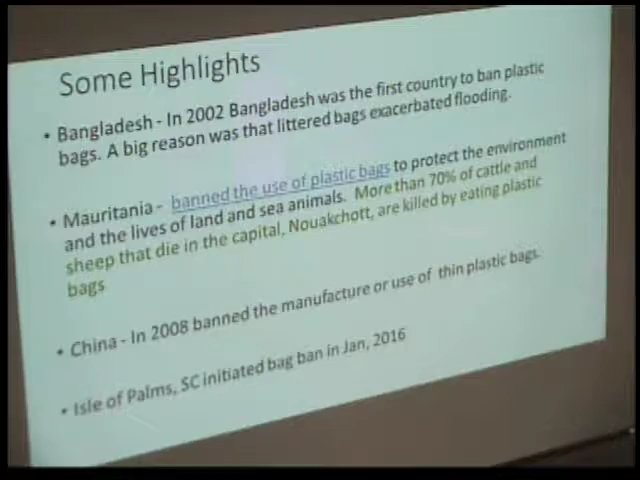 Some Highlights
• Bangladesh - In 2002 Bangladesh was the first country to ban plastic
bags. A big reason was that littered bags exacerbated flooding.
• Mauritania - banned the use of plastic bags to protect the environment
and the lives of land and sea animals. More than 70% of cattle and
sheep that die in the capital, Nouakchott, are killed by eating plastic
bags
• China - In 2008 banned the manufacture or use of thin plastic bags.
• Isle of Palms, SC initiated bag ban in Jan, 2016